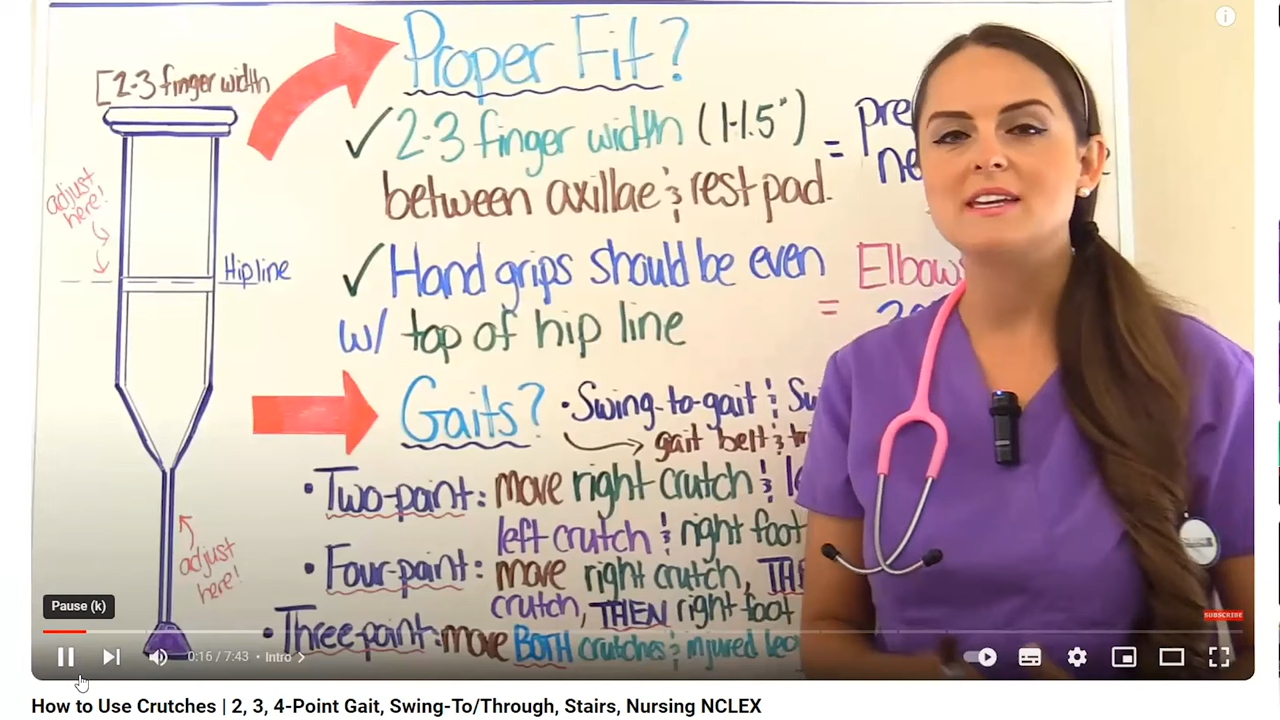 Proper Fit?
[2-3 finger width
✓ 2-3 finger width (1-1.5") = pre
between axillae & rest pad. ne
adjust
here!
Hip line
✓ Hand grips should be even Elbows
w/ top of hip line =
Gaits? • Swing-to-gait & Sw
gait belt &
• Two-point: move right crutch & l
left crutch & right foot
adjust
here!
• Four-point: move right crutch, THE
crutch, THEN right foot
• Three point: move BOTH crutches & injured leg
SUBSCRIBE
Pause (k)
0:16 / 7:43 • Intro >
How to Use Crutches | 2, 3, 4-Point Gait, Swing-To/Through, Stairs, Nursing NCLEX